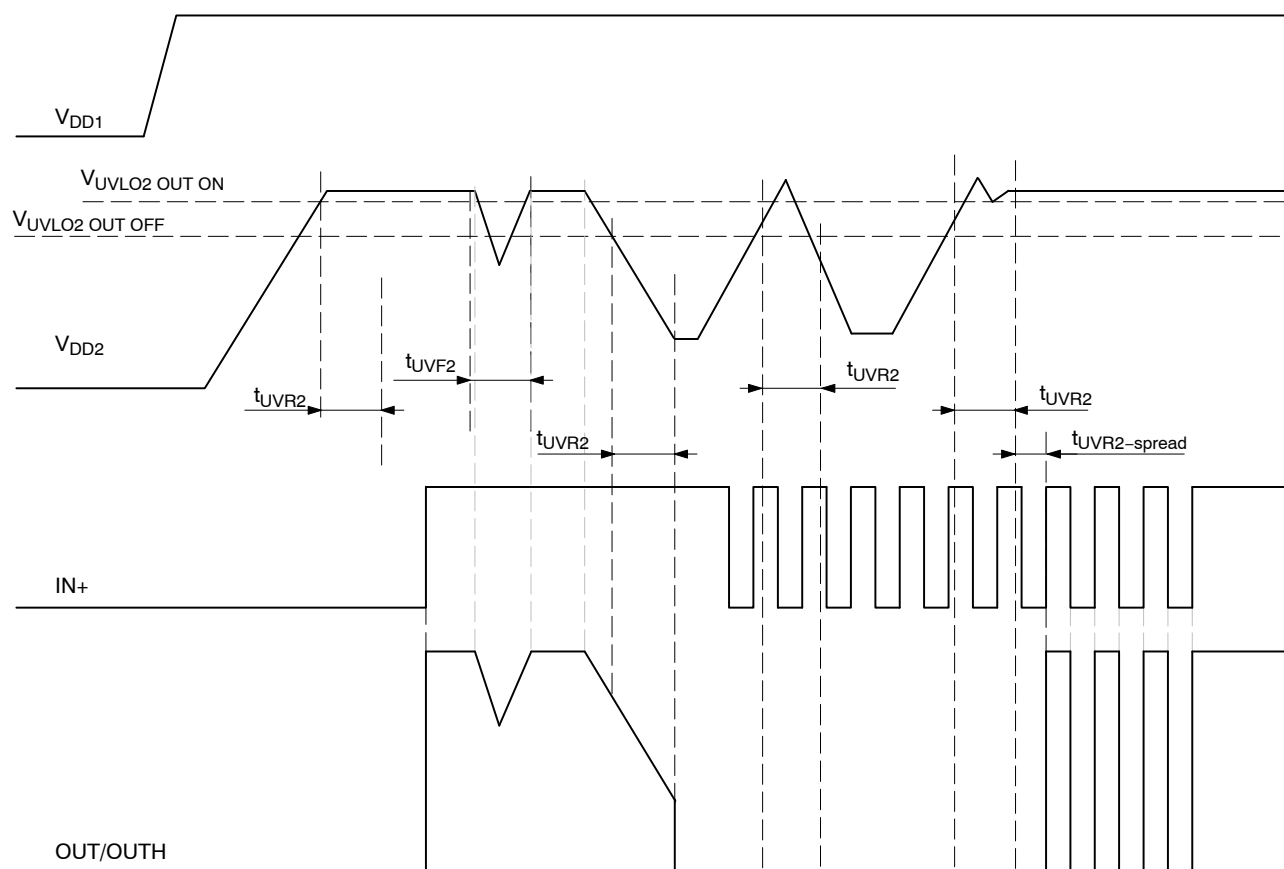 VDD1
VUVLO2 OUT ON
VUVLO2 OUT OFF
VDD2
tUVF2
tUVR2
tUVR2
tUVR2
tUVR2
tUVR2–spread
IN+
OUT/OUTH